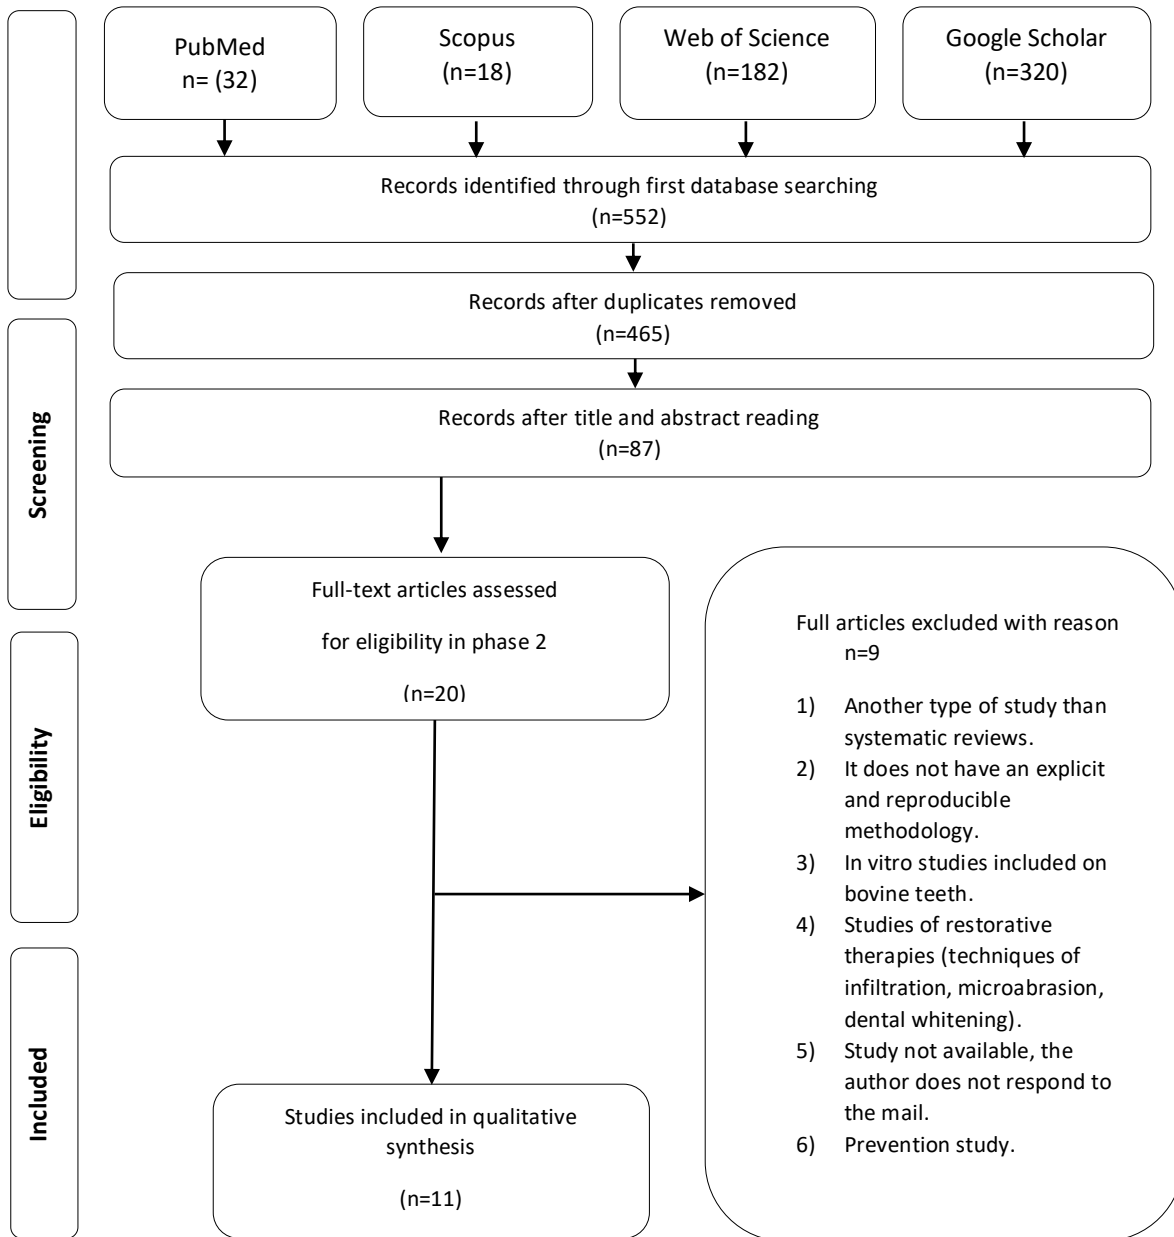 PubMed
n= (32)
Scopus
(n=18)
Web of Science
(n=182)
Google Scholar
(n=320)
Records identified through first database searching
(n=552)
Records after duplicates removed
(n=465)
Screening
Records after title and abstract reading
(n=87)
Full-text articles assessed
for eligibility in phase 2
(n=20)
Eligibility
Full articles excluded with reason
n=9
1) Another type of study than
systematic reviews.
2) It does not have an explicit
and reproducible
methodology.
3) In vitro studies included on
bovine teeth.
4) Studies of restorative
therapies (techniques of
infiltration, microabrasion,
dental whitening).
5) Study not available, the
author does not respond to
the mail.
6) Prevention study.
Included
Studies included in qualitative
synthesis
(n=11)